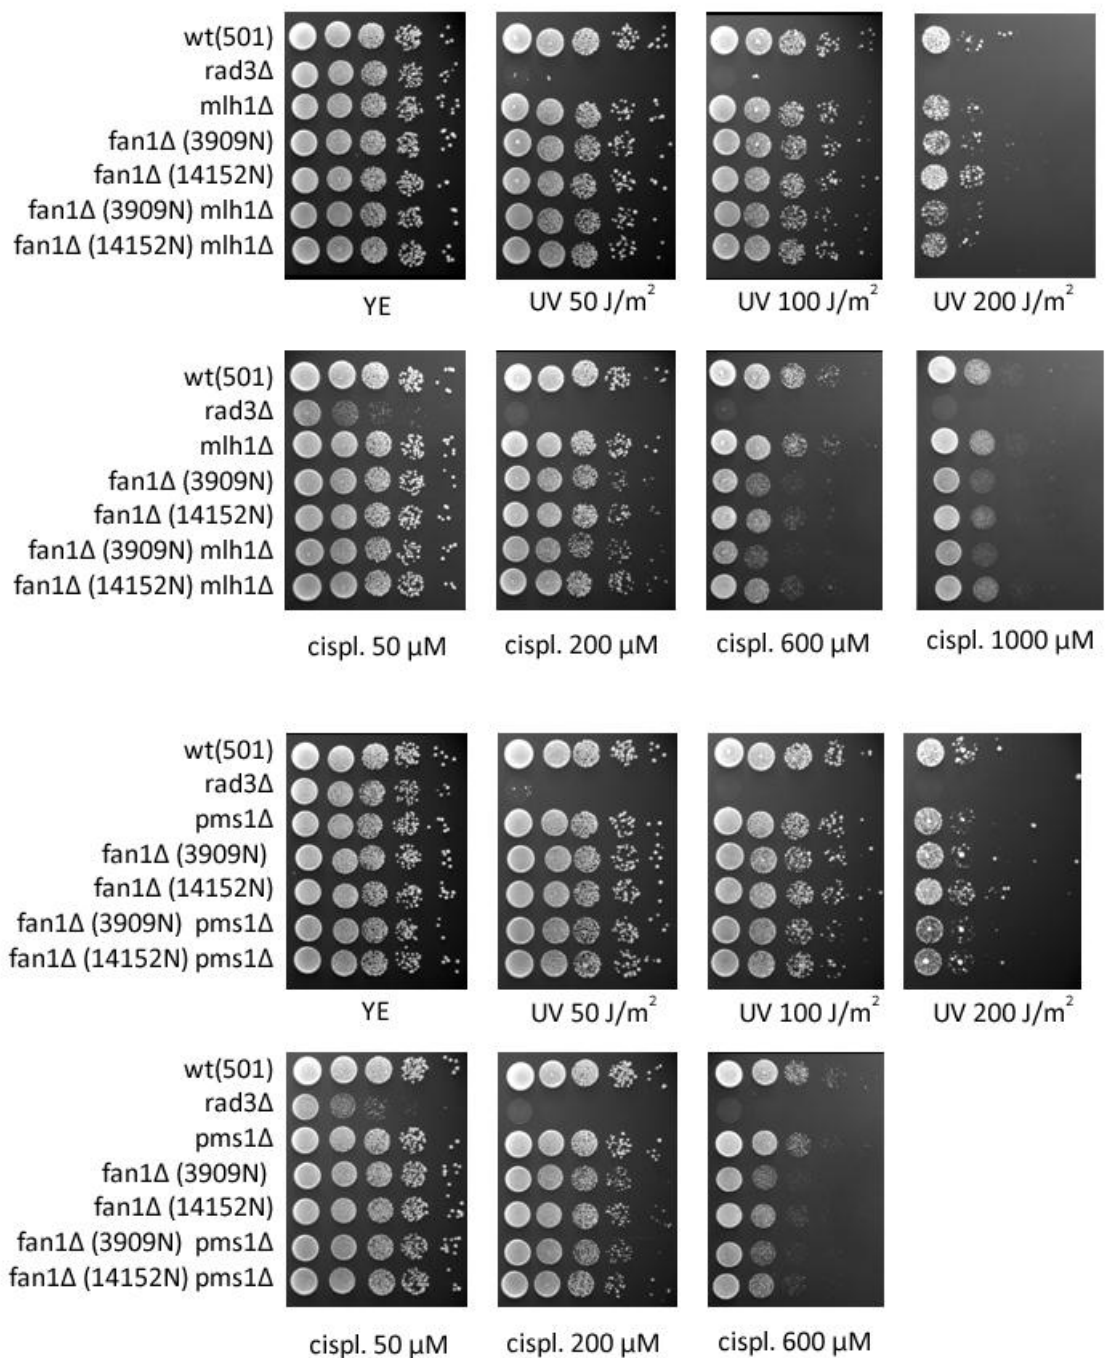 wt(501)
rad3Δ
mlh1Δ
fan1Δ (3909N)
fan1Δ (14152N)
fan1Δ (3909N) mlh1Δ
fan1Δ (14152N) mlh1Δ
YE UV 50 J/m² UV 100 J/m² UV 200 J/m²
wt(501)
rad3Δ
mlh1Δ
fan1Δ (3909N)
fan1Δ (14152N)
fan1Δ (3909N) mlh1Δ
fan1Δ (14152N) mlh1Δ
cispl. 50 μM cispl. 200 μM cispl. 600 μM cispl. 1000 μM
wt(501)
rad3Δ
pms1Δ
fan1Δ (3909N)
fan1Δ (14152N)
fan1Δ (3909N) pms1Δ
fan1Δ (14152N) pms1Δ
YE UV 50 J/m² UV 100 J/m² UV 200 J/m²
wt(501)
rad3Δ
pms1Δ
fan1Δ (3909N)
fan1Δ (14152N)
fan1Δ (3909N) pms1Δ
fan1Δ (14152N) pms1Δ
cispl. 50 μM cispl. 200 μM cispl. 600 μM